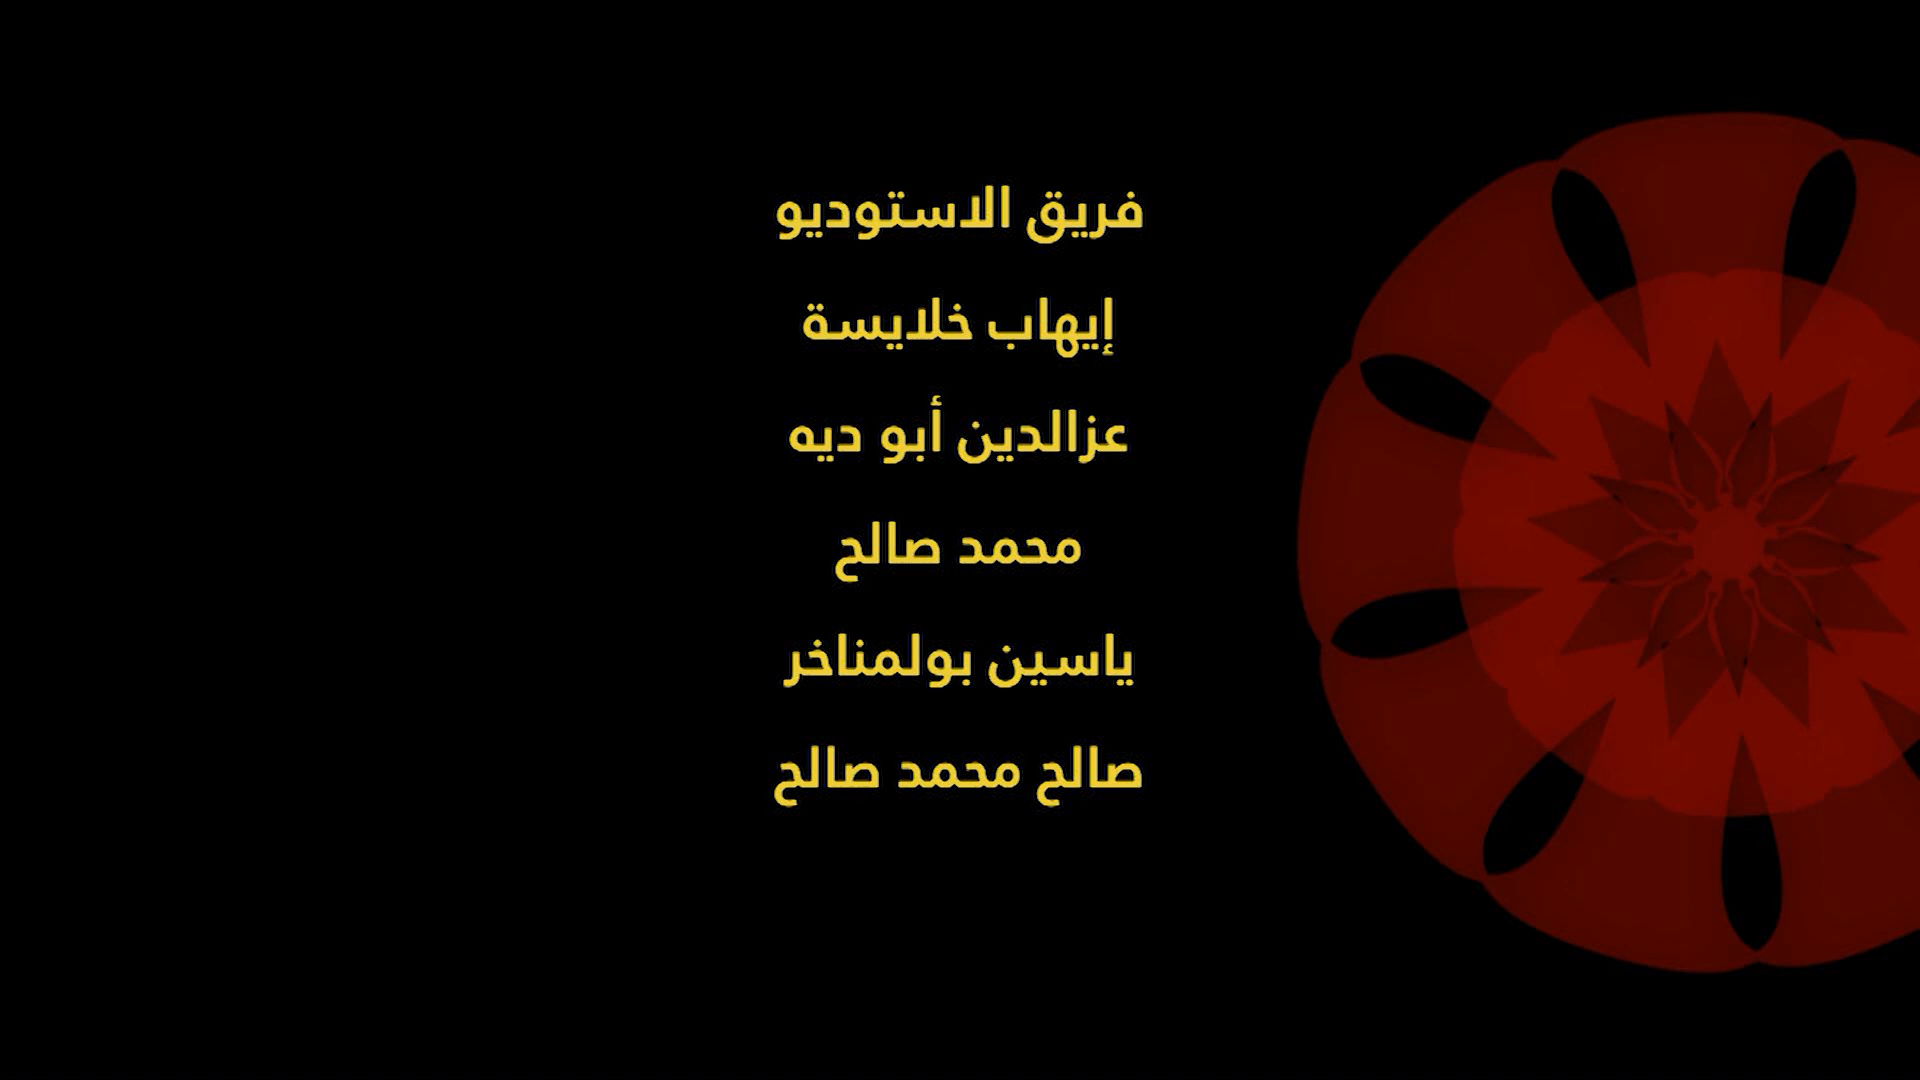 فريق الاستوديو
إيهاب خلايسة
عزالدين أبو ديه
محمد صالح
ياسين بولمناخر
صالح محمد صالح